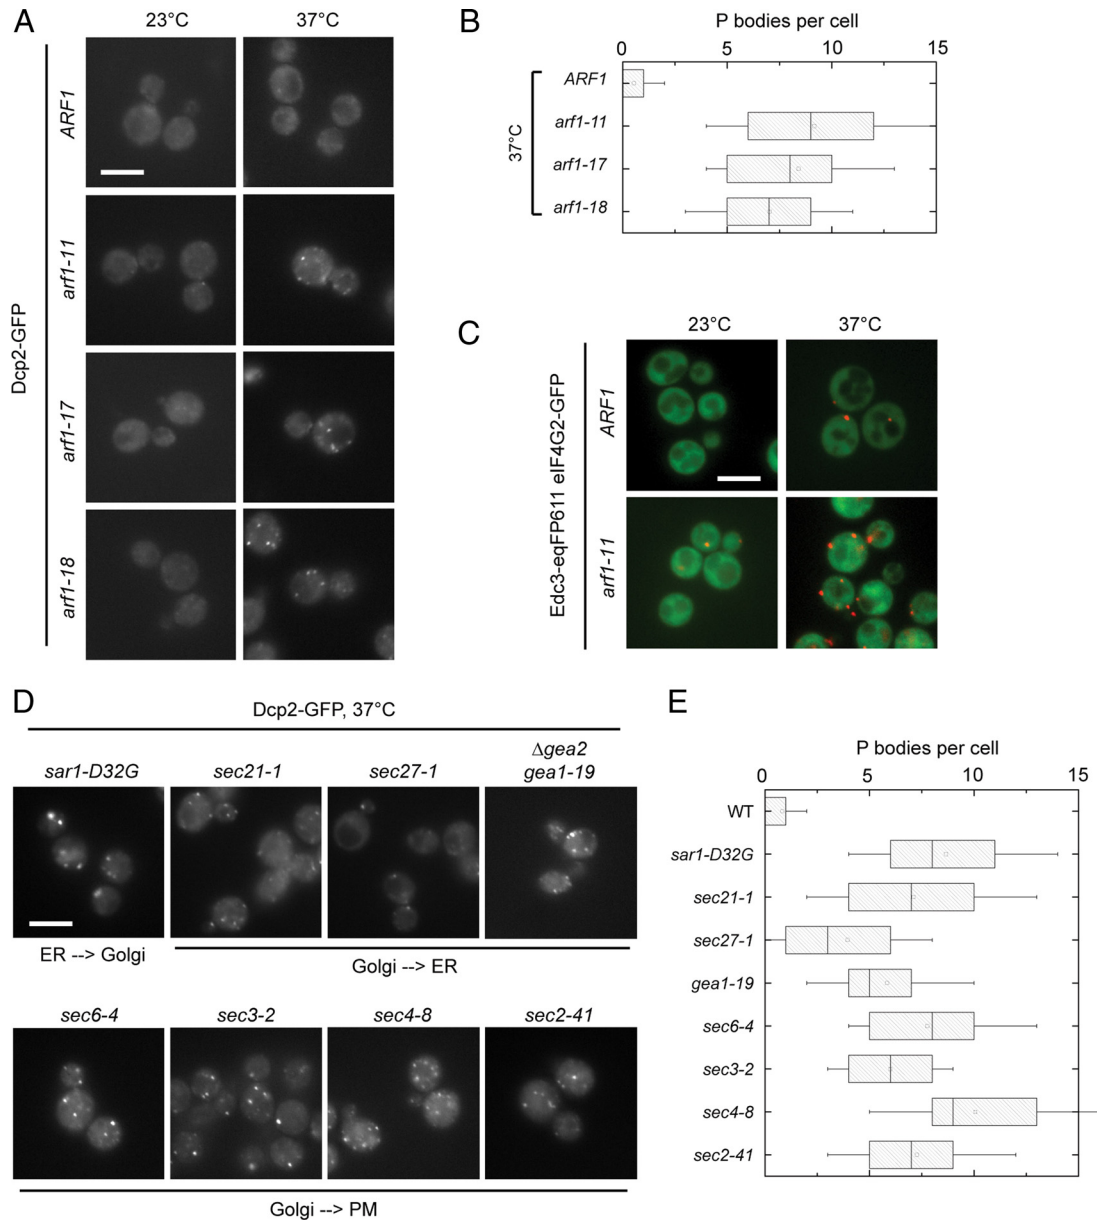 A
23°C
37°C
Dcp2-GFP
ARF1
arf1-11
arf1-17
arf1-18
B
P bodies per cell
0
5
10
15
37°C
ARF1
arf1-11
arf1-17
arf1-18
C
23°C
37°C
Edc3-eqFP611 eIF4G2-GFP
ARF1
arf1-11
D
Dcp2-GFP, 37°C
sar1-D32G
sec21-1
sec27-1
Δgea2
gea1-19
ER --> Golgi
Golgi --> ER
sec6-4
sec3-2
sec4-8
sec2-41
Golgi --> PM
E
P bodies per cell
0
5
10
15
WT
sar1-D32G
sec21-1
sec27-1
gea1-19
sec6-4
sec3-2
sec4-8
sec2-41